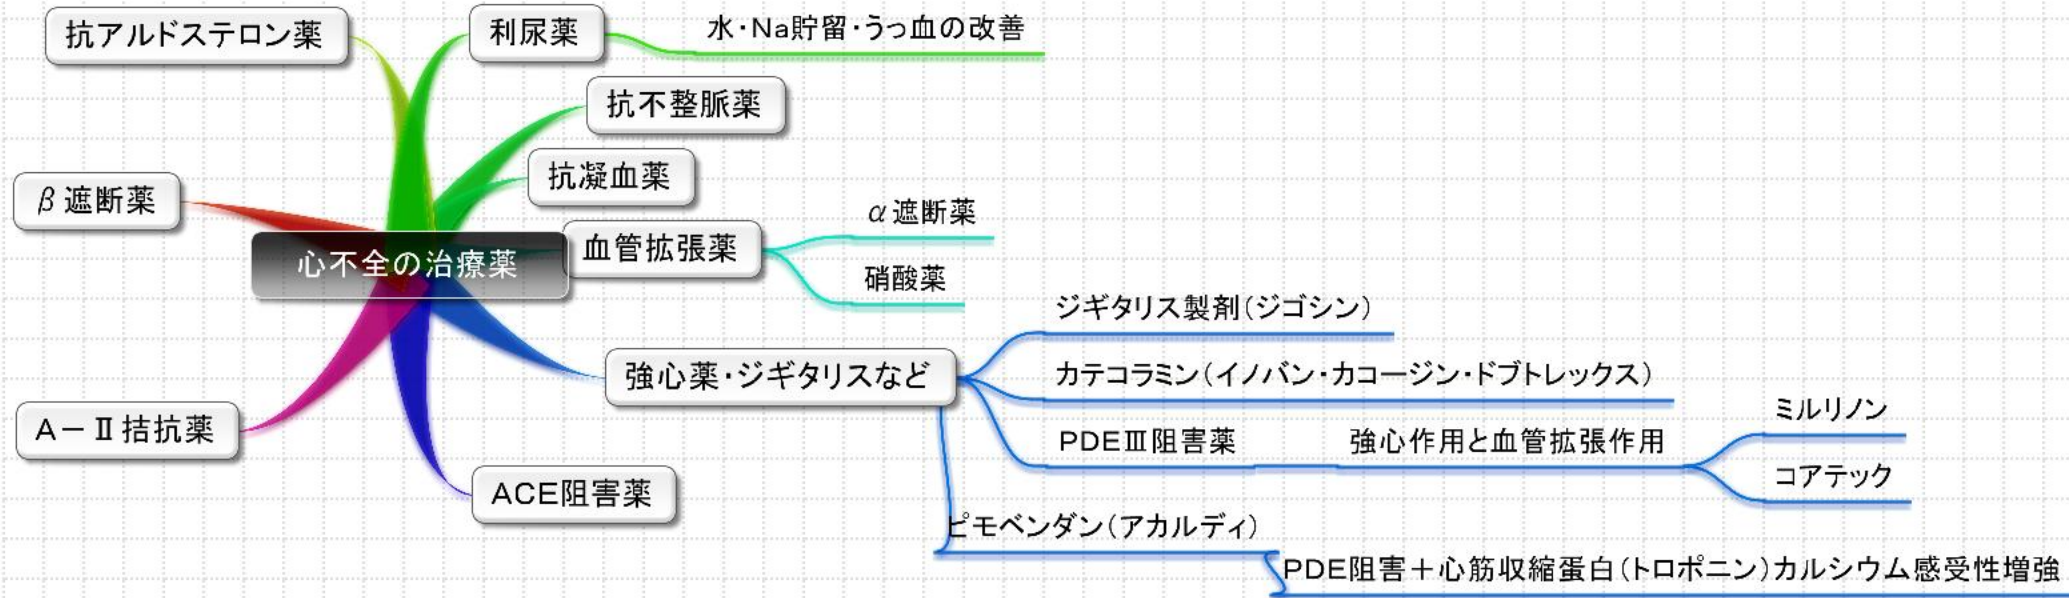 抗アルドステロン薬
利尿薬
水・Na貯留・うっ血の改善
抗不整脈薬
抗凝血薬
β遮断薬
血管拡張薬
α遮断薬
硝酸薬
心不全の治療薬
強心薬・ジギタリスなど
ジギタリス製剤（ジゴシン）
カテコラミン（イノバン・カコージン・ドブトレックス）
PDEⅢ阻害薬
強心作用と血管拡張作用
ミルリノン
コアテック
ピモベンダン（アカルディ）
PDE阻害＋心筋収縮蛋白（トロポニン）カルシウム感受性増強
A－Ⅱ拮抗薬
ACE阻害薬